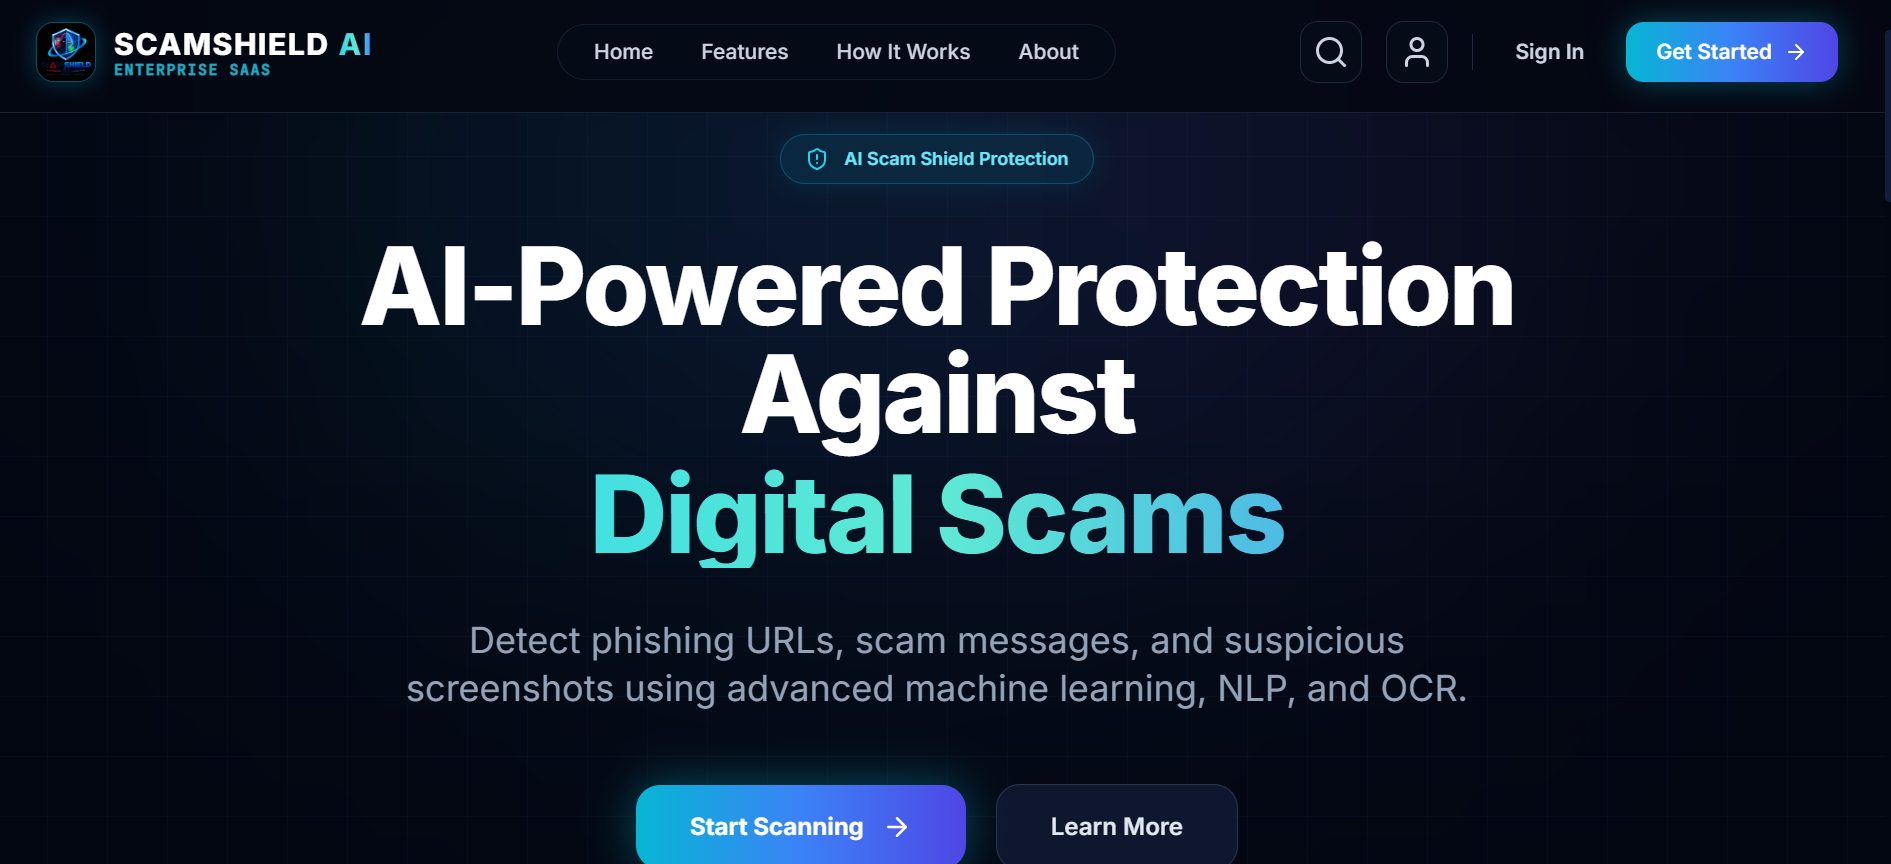 SCAMSHIELD AI
ENTERPRISE SAAS
Home
Features
How It Works
About
Sign In
Get Started
AI Scam Shield Protection
AI-Powered Protection
Against
Digital Scams
Detect phishing URLs, scam messages, and suspicious
screenshots using advanced machine learning, NLP, and OCR.
Start Scanning
Learn More